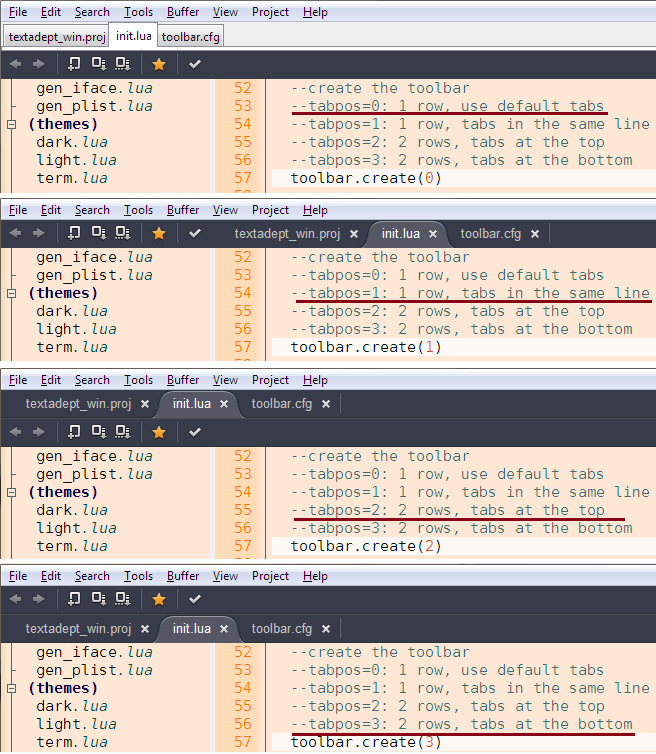 File Edit Search Tools Buffer View Project Help
textadept_win.proj init.lua toolbar.cfg
gen_iface.lua 52 --create the toolbar
gen_plist.lua 53 --tabpos=0: 1 row, use default tabs
(themes) 54 --tabpos=1: 1 row, tabs in the same line
dark.lua 55 --tabpos=2: 2 rows, tabs at the top
light.lua 56 --tabpos=3: 2 rows, tabs at the bottom
term.lua 57 toolbar.create(0)
File Edit Search Tools Buffer View Project Help
textadept_win.proj init.lua toolbar.cfg
gen_iface.lua 52 --create the toolbar
gen_plist.lua 53 --tabpos=0: 1 row, use default tabs
(themes) 54 --tabpos=1: 1 row, tabs in the same line
dark.lua 55 --tabpos=2: 2 rows, tabs at the top
light.lua 56 --tabpos=3: 2 rows, tabs at the bottom
term.lua 57 toolbar.create(1)
File Edit Search Tools Buffer View Project Help
textadept_win.proj init.lua toolbar.cfg
gen_iface.lua 52 --create the toolbar
gen_plist.lua 53 --tabpos=0: 1 row, use default tabs
(themes) 54 --tabpos=1: 1 row, tabs in the same line
dark.lua 55 --tabpos=2: 2 rows, tabs at the top
light.lua 56 --tabpos=3: 2 rows, tabs at the bottom
term.lua 57 toolbar.create(2)
File Edit Search Tools Buffer View Project Help
textadept_win.proj init.lua toolbar.cfg
gen_iface.lua 52 --create the toolbar
gen_plist.lua 53 --tabpos=0: 1 row, use default tabs
(themes) 54 --tabpos=1: 1 row, tabs in the same line
dark.lua 55 --tabpos=2: 2 rows, tabs at the top
light.lua 56 --tabpos=3: 2 rows, tabs at the bottom
term.lua 57 toolbar.create(3)